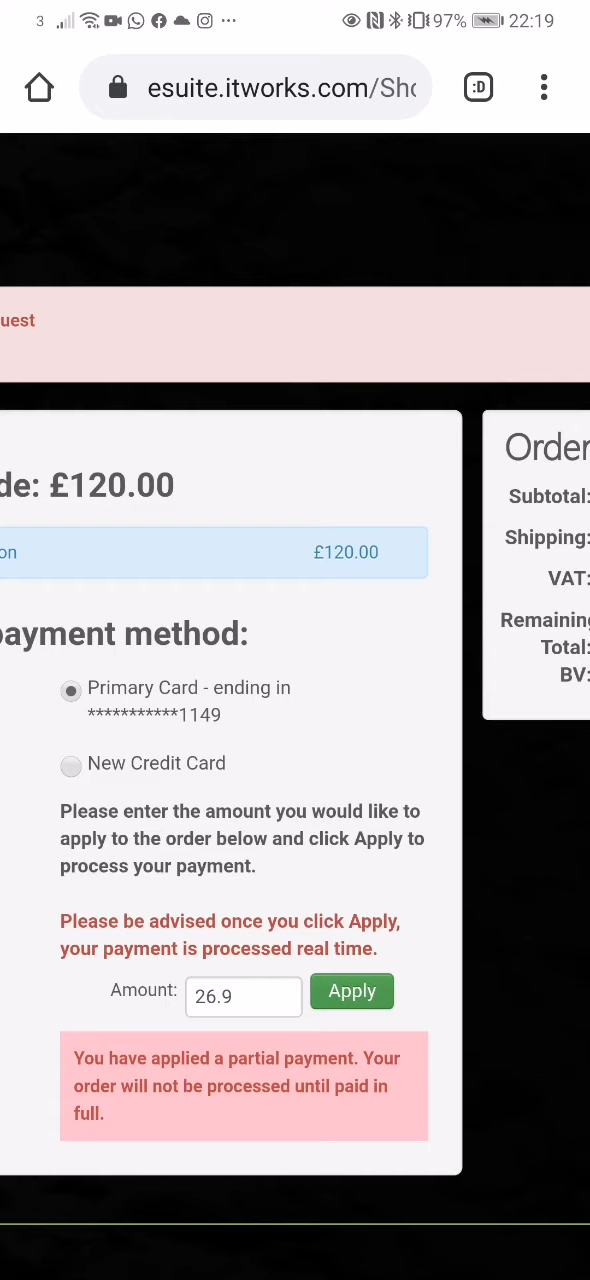 3 97% 22:19
esuite.itworks.com/Sho
:D
uest
de: £120.00
on £120.00
payment method:
Primary Card - ending in
***********1149
New Credit Card
Please enter the amount you would like to
apply to the order below and click Apply to
process your payment.
Please be advised once you click Apply,
your payment is processed real time.
Amount: 26.9 Apply
You have applied a partial payment. Your
order will not be processed until paid in
full.
Order
Subtotal:
Shipping:
VAT:
Remaining
Total:
BV: